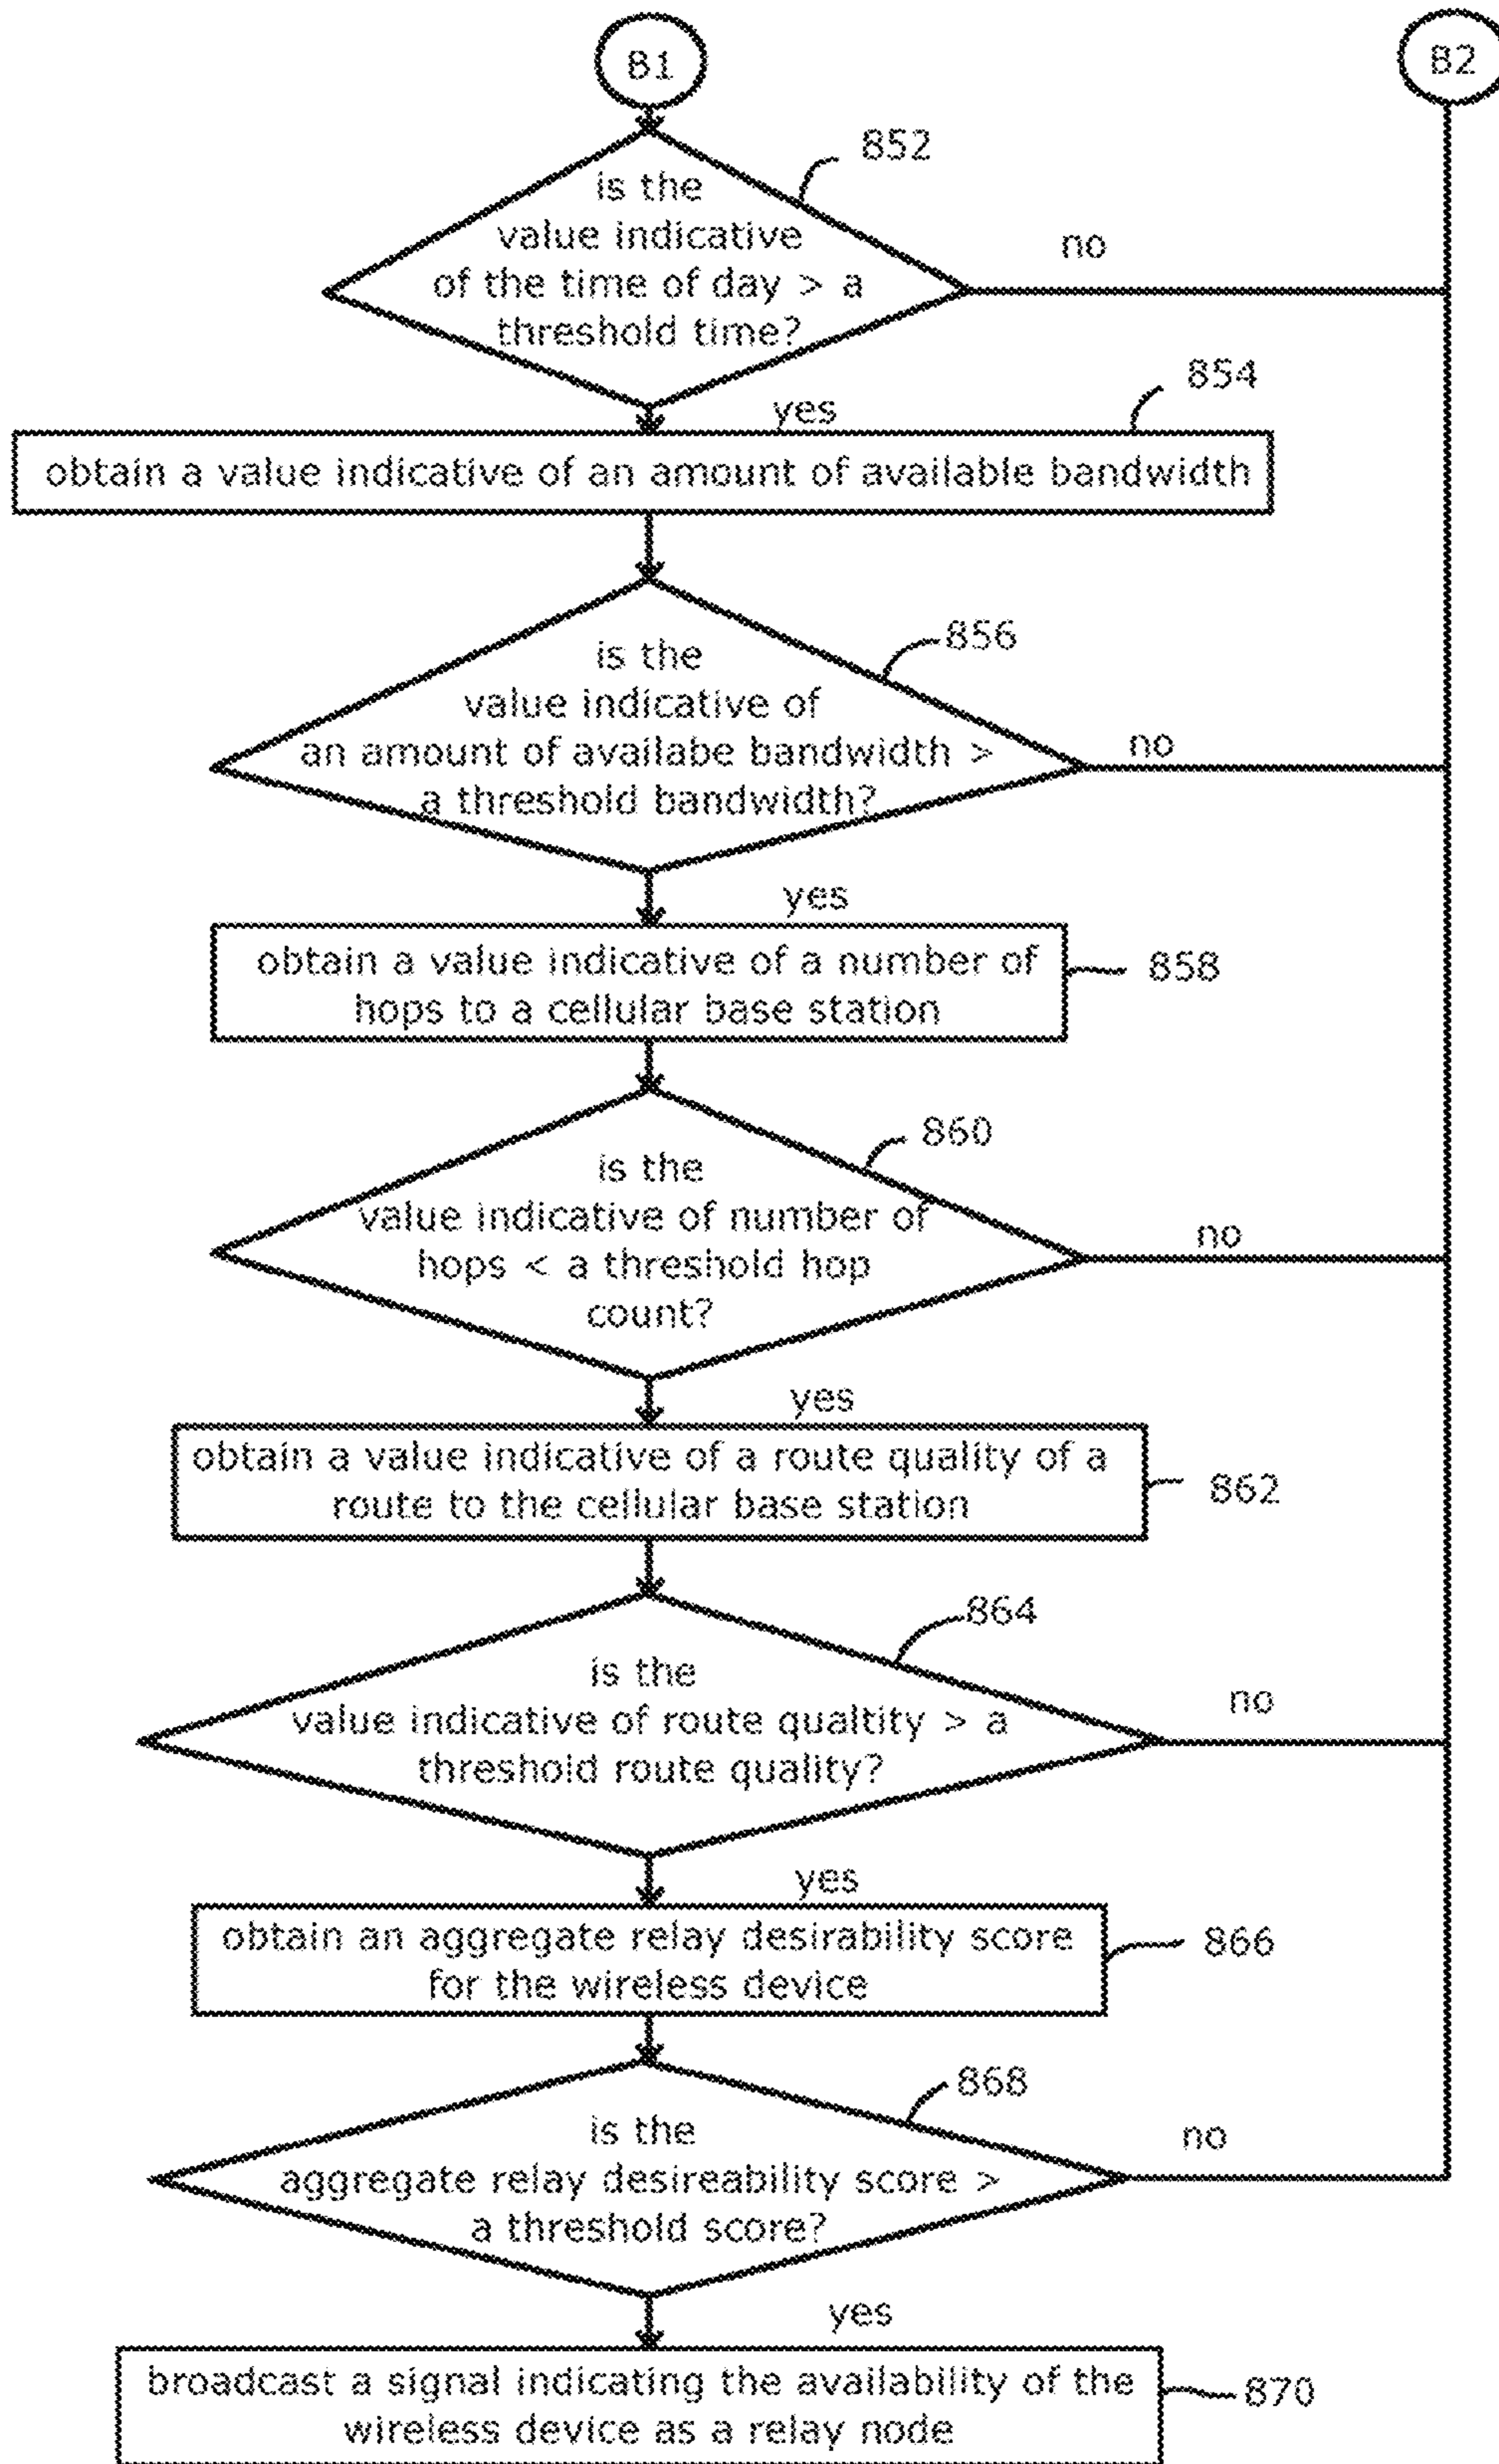 B1
B2
852
is the
value indicative
of the time of day > a
threshold time?
no
854
yes
obtain a value indicative of an amount of available bandwidth
856
is the
value indicative of
an amount of availabe bandwidth >
a threshold bandwidth?
no
yes
obtain a value indicative of a number of
hops to a cellular base station
858
860
is the
value indicative of number of
hops < a threshold hop
count?
no
yes
obtain a value indicative of a route quality of a
route to the cellular base station
862
864
is the
value indicative of route qualtity > a
threshold route quality?
no
yes
obtain an aggregate relay desirability score
for the wireless device
866
868
is the
aggregate relay desireability score >
a threshold score?
no
yes
broadcast a signal indicating the availability of the
wireless device as a relay node
870